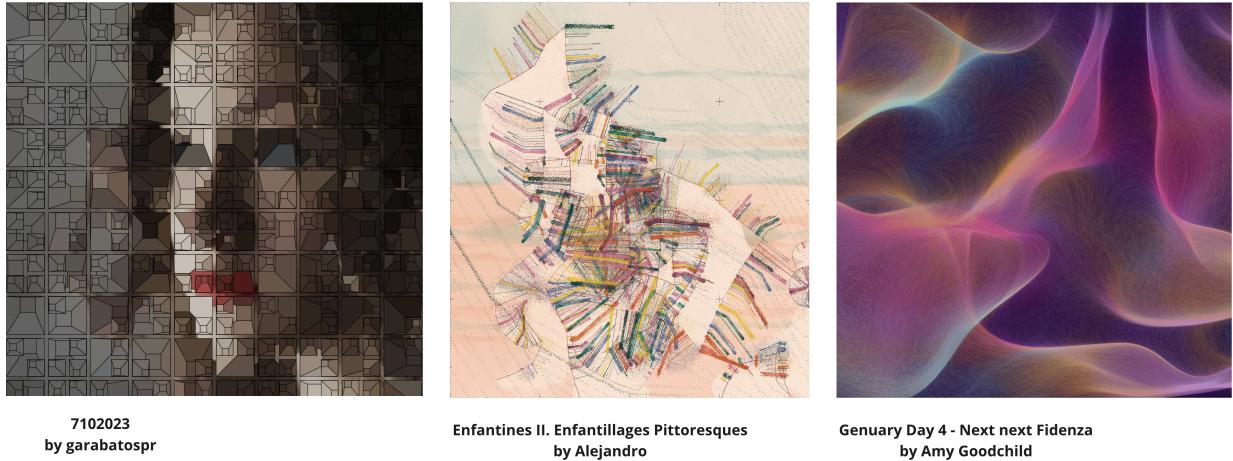 7102023
by garabatospr
Enfantines II. Enfantillages Pittoresques
by Alejandro
Genuary Day 4 - Next next Fidenza
by Amy Goodchild